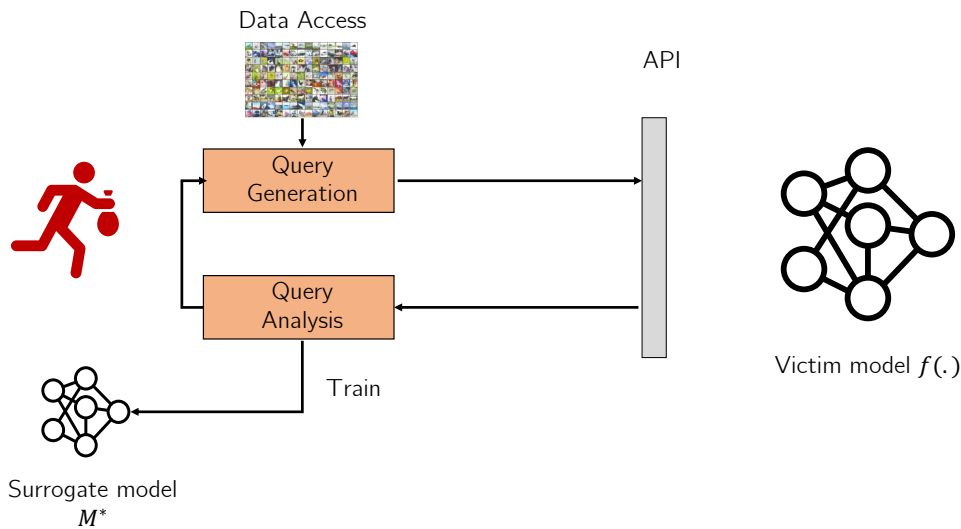 Data Access
API
Query
Generation
Query
Analysis
Train
Victim model f(.)
Surrogate model
M*